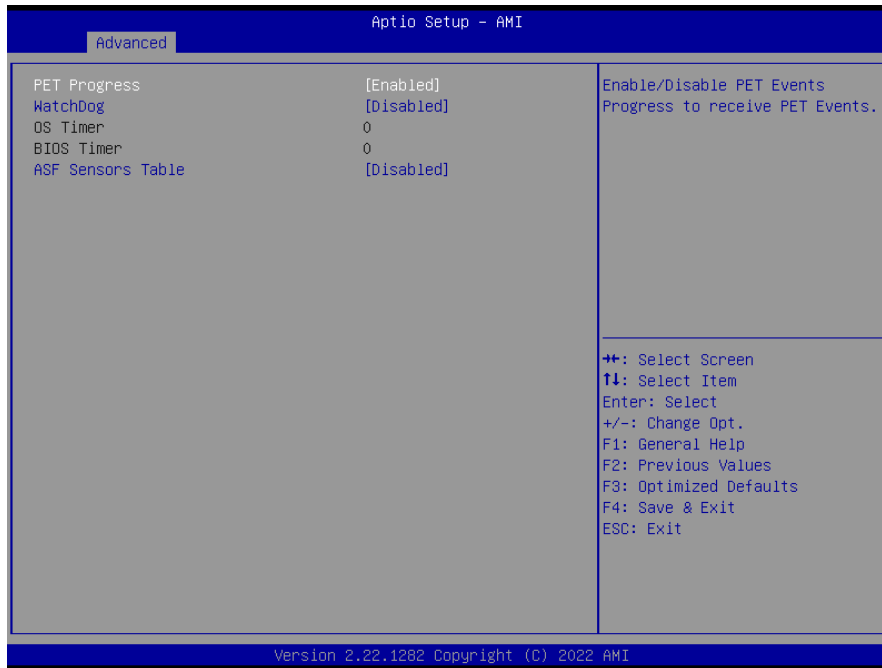 Aptio Setup - AMI
Advanced
PET Progress [Enabled]
WatchDog [Disabled]
OS Timer 0
BIOS Timer 0
ASF Sensors Table [Disabled]
Enable/Disable PET Events
Progress to receive PET Events.
→←: Select Screen
↑↓: Select Item
Enter: Select
+/-: Change Opt.
F1: General Help
F2: Previous Values
F3: Optimized Defaults
F4: Save & Exit
ESC: Exit
Version 2.22.1282 Copyright (C) 2022 AMI